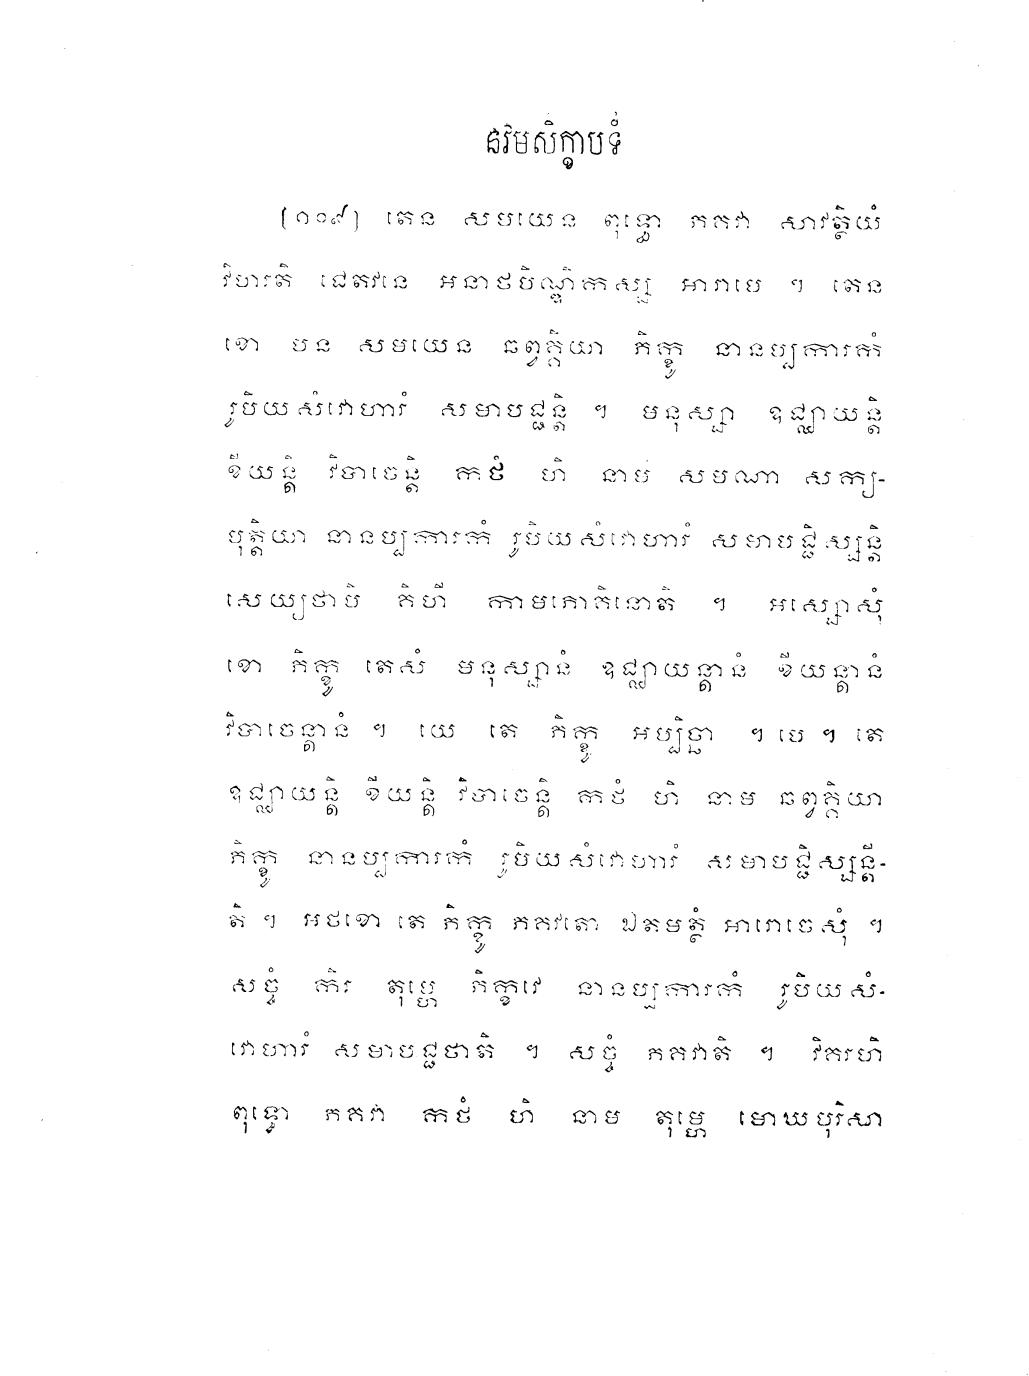 នវមសិក្ខាបទំ
(១១៩) តេន សមយេន ពុទ្ធោ ភគវា សាវត្ថិយំ
វិហរតិ ជេតវនេ អនាថបិណ្ឌិកស្ស អារាមេ ។ តេន
ខោ បន សមយេន ឆព្វគ្គិយា ភិក្ខូ នានប្បការកំ
រូបិយសំវោហារំ សមាបជ្ជន្តិ ។ មនុស្សា ឧជ្ឈាយន្តិ
ខីយន្តិ វិបាចេន្តិ កថំ ហិ នាម សមណា សក្យ-
បុត្តិយា នានប្បការកំ រូបិយសំវោហារំ សមាបជ្ជិស្សន្តិ
សេយ្យថាបិ គិហី កាមភោគិនោតិ ។ អស្សោសុំ
ខោ ភិក្ខូ តេសំ មនុស្សានំ ឧជ្ឈាយន្តានំ ខីយន្តានំ
វិបាចេន្តានំ ។ យេ តេ ភិក្ខូ អប្បិច្ឆា ។ បេ ។ តេ
ឧជ្ឈាយន្តិ ខីយន្តិ វិបាចេន្តិ កថំ ហិ នាម ឆព្វគ្គិយា
ភិក្ខូ នានប្បការកំ រូបិយសំវោហារំ សមាបជ្ជិស្សន្តី-
តិ ។ អថខោ តេ ភិក្ខូ ភគវតោ ឯតមត្ថំ អារោចេសុំ ។
សច្ចំ កិរ តុម្ហេ ភិក្ខវេ នានប្បការកំ រូបិយសំ-
វោហារំ សមាបជ្ជថាតិ ។ សច្ចំ ភគវាតិ ។ វិគរហិ
ពុទ្ធោ ភគវា កថំ ហិ នាម តុម្ហេ មោឃបុរិសា